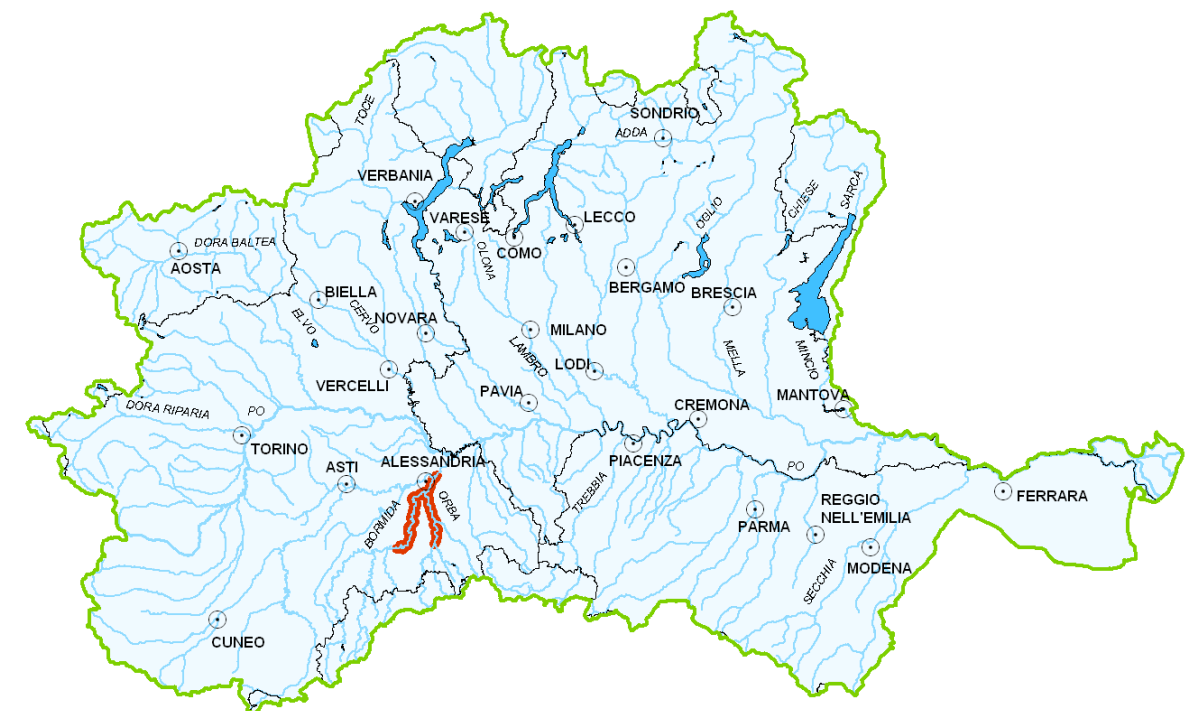 TOCE
SONDRIO
ADDA
VERBANIA
VARESE
LECCO
OGLIO
CHIESE
SARCA
DORA BALTEA
AOSTA
OLONA
COMO
BERGAMO
BRESCIA
BIELLA
ELVO
CERVO
NOVARA
MILANO
LAMBRO
LODI
MELLA
MINCIO
VERCELLI
PAVIA
MANTOVA
CREMONA
DORA RIPARIA
PO
TORINO
ASTI
ALESSANDRIA
PIACENZA
PO
TREBBIA
BORMIDA
ORBA
PARMA
REGGIO
NELL'EMILIA
FERRARA
MODENA
SECCHIA
CUNEO